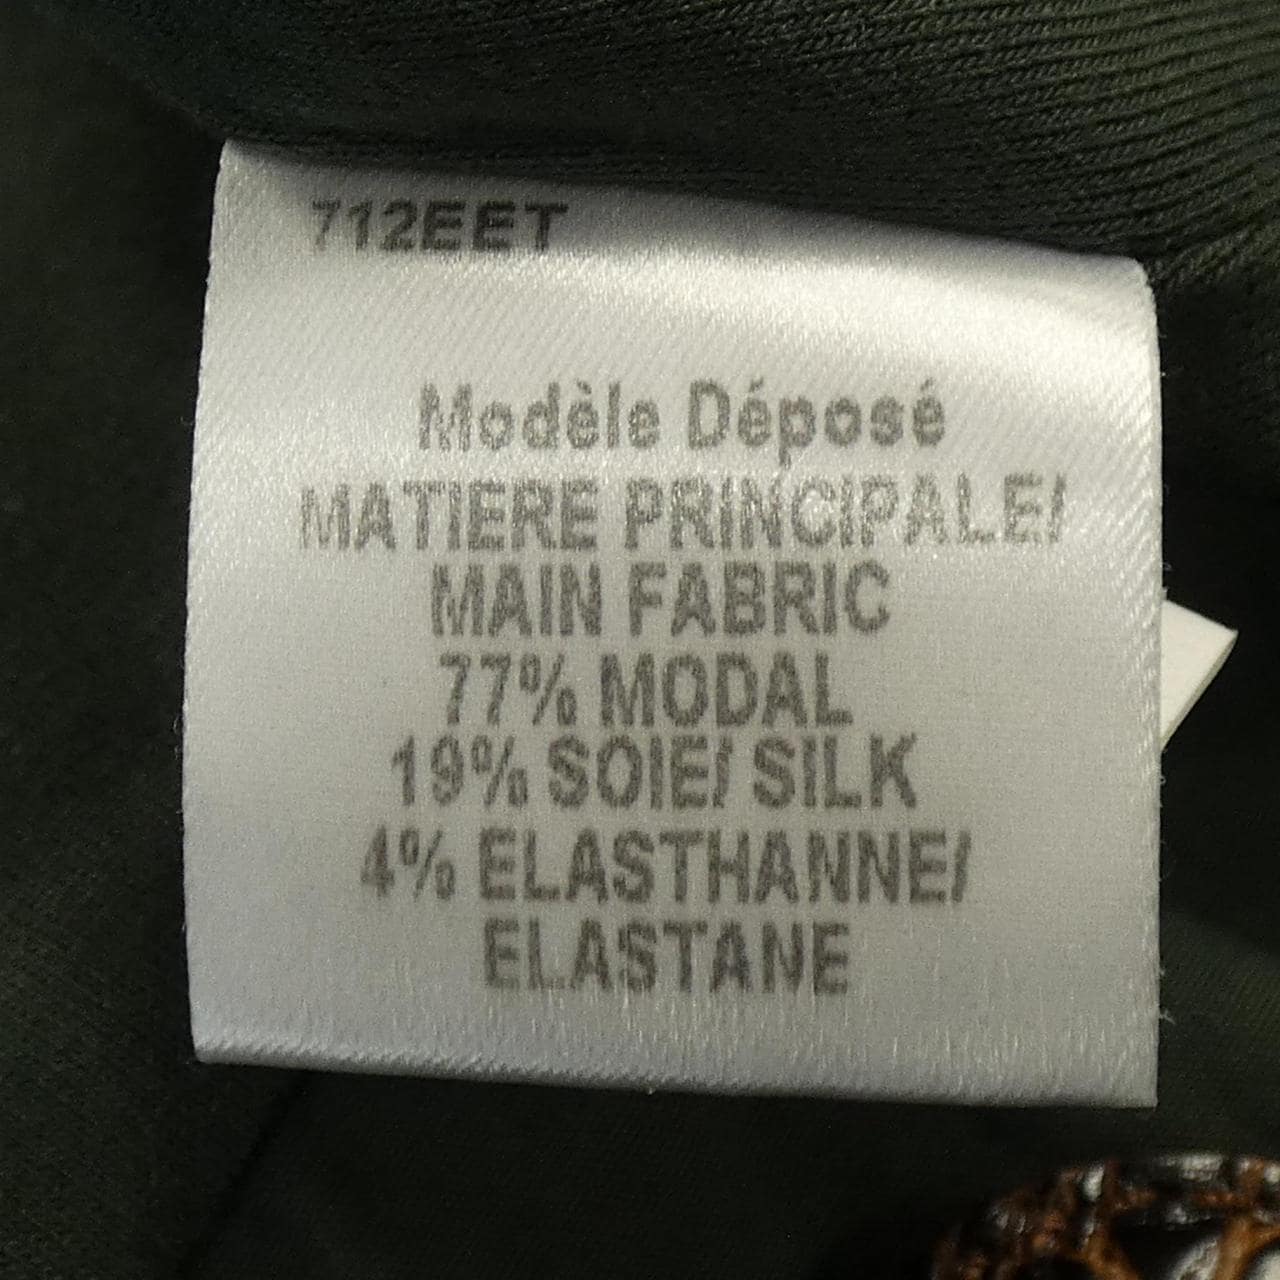 712EET
Modèle Déposé
MATIERE PRINCIPALE/
MAIN FABRIC
77% MODAL
19% SOIE/ SILK
4% ELASTHANNE/
ELASTANE